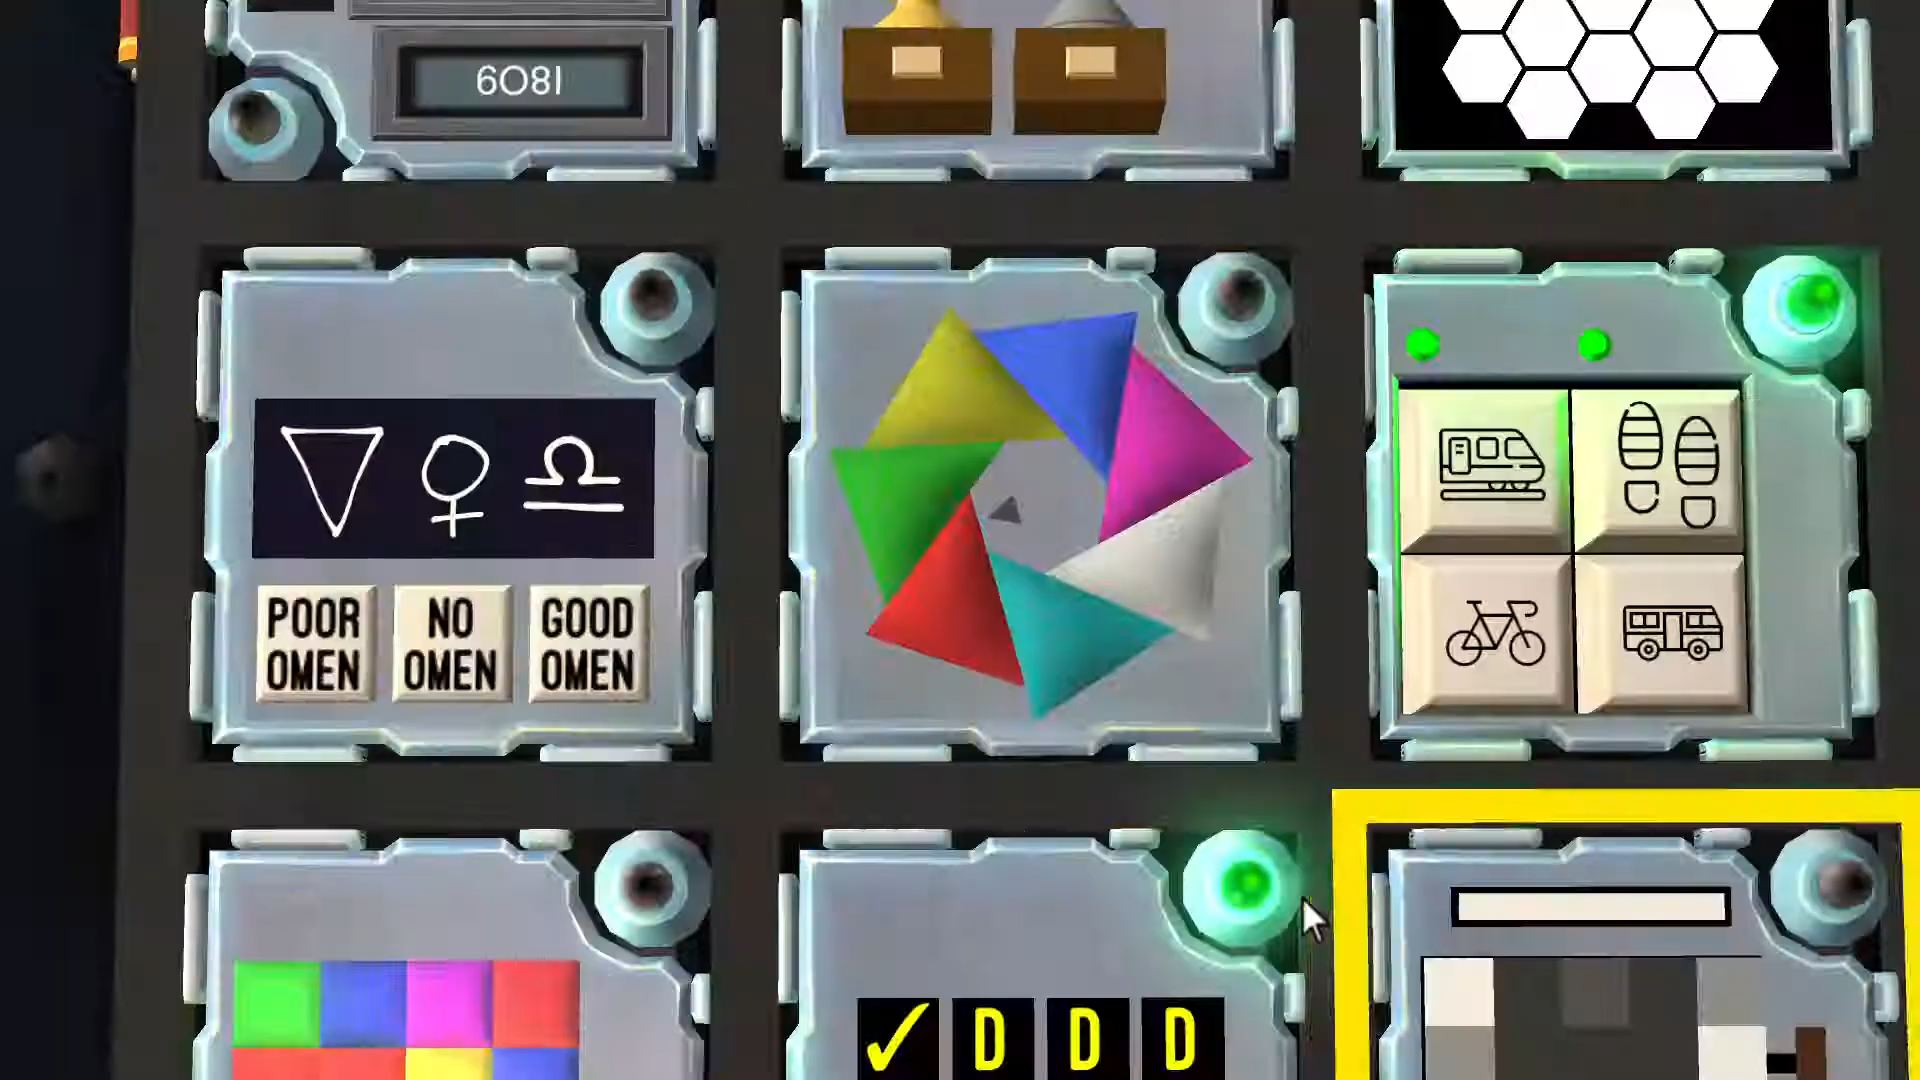 6081
POOR
OMEN
NO
OMEN
GOOD
OMEN
✓ D D D